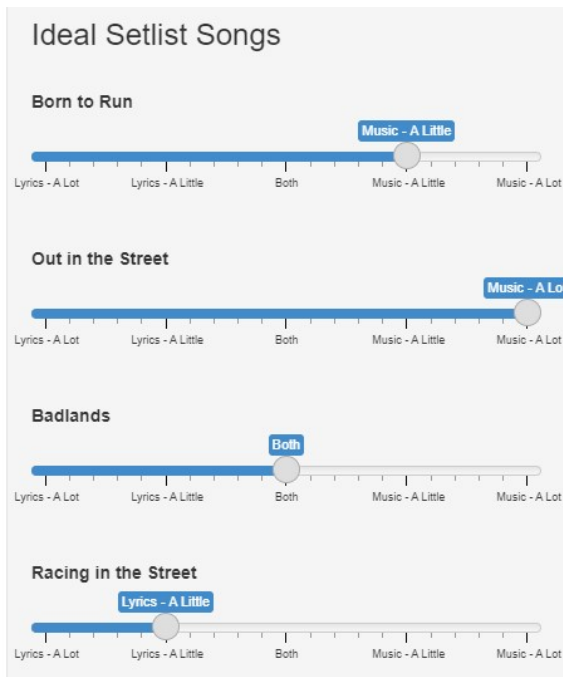 Ideal Setlist Songs
Born to Run
Music - A Little
Lyrics - A Lot Lyrics - A Little Both Music - A Little Music - A Lot
Out in the Street
Music - A Lo
Lyrics - A Lot Lyrics - A Little Both Music - A Little Music - A Lot
Badlands
Both
Lyrics - A Lot Lyrics - A Little Both Music - A Little Music - A Lot
Racing in the Street
Lyrics - A Little
Lyrics - A Lot Lyrics - A Little Both Music - A Little Music - A Lot